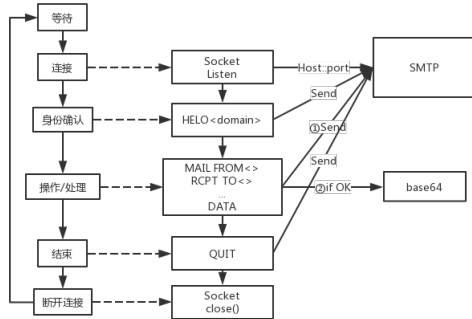 等待
连接
Socket
Listen
Host::port
SMTP
Send
身份确认
HELO<domain>
①Send
Send
操作/处理
MAIL FROM<>
RCPT TO<>
...
DATA
②if OK
base64
结束
QUIT
断开连接
Socket
close()